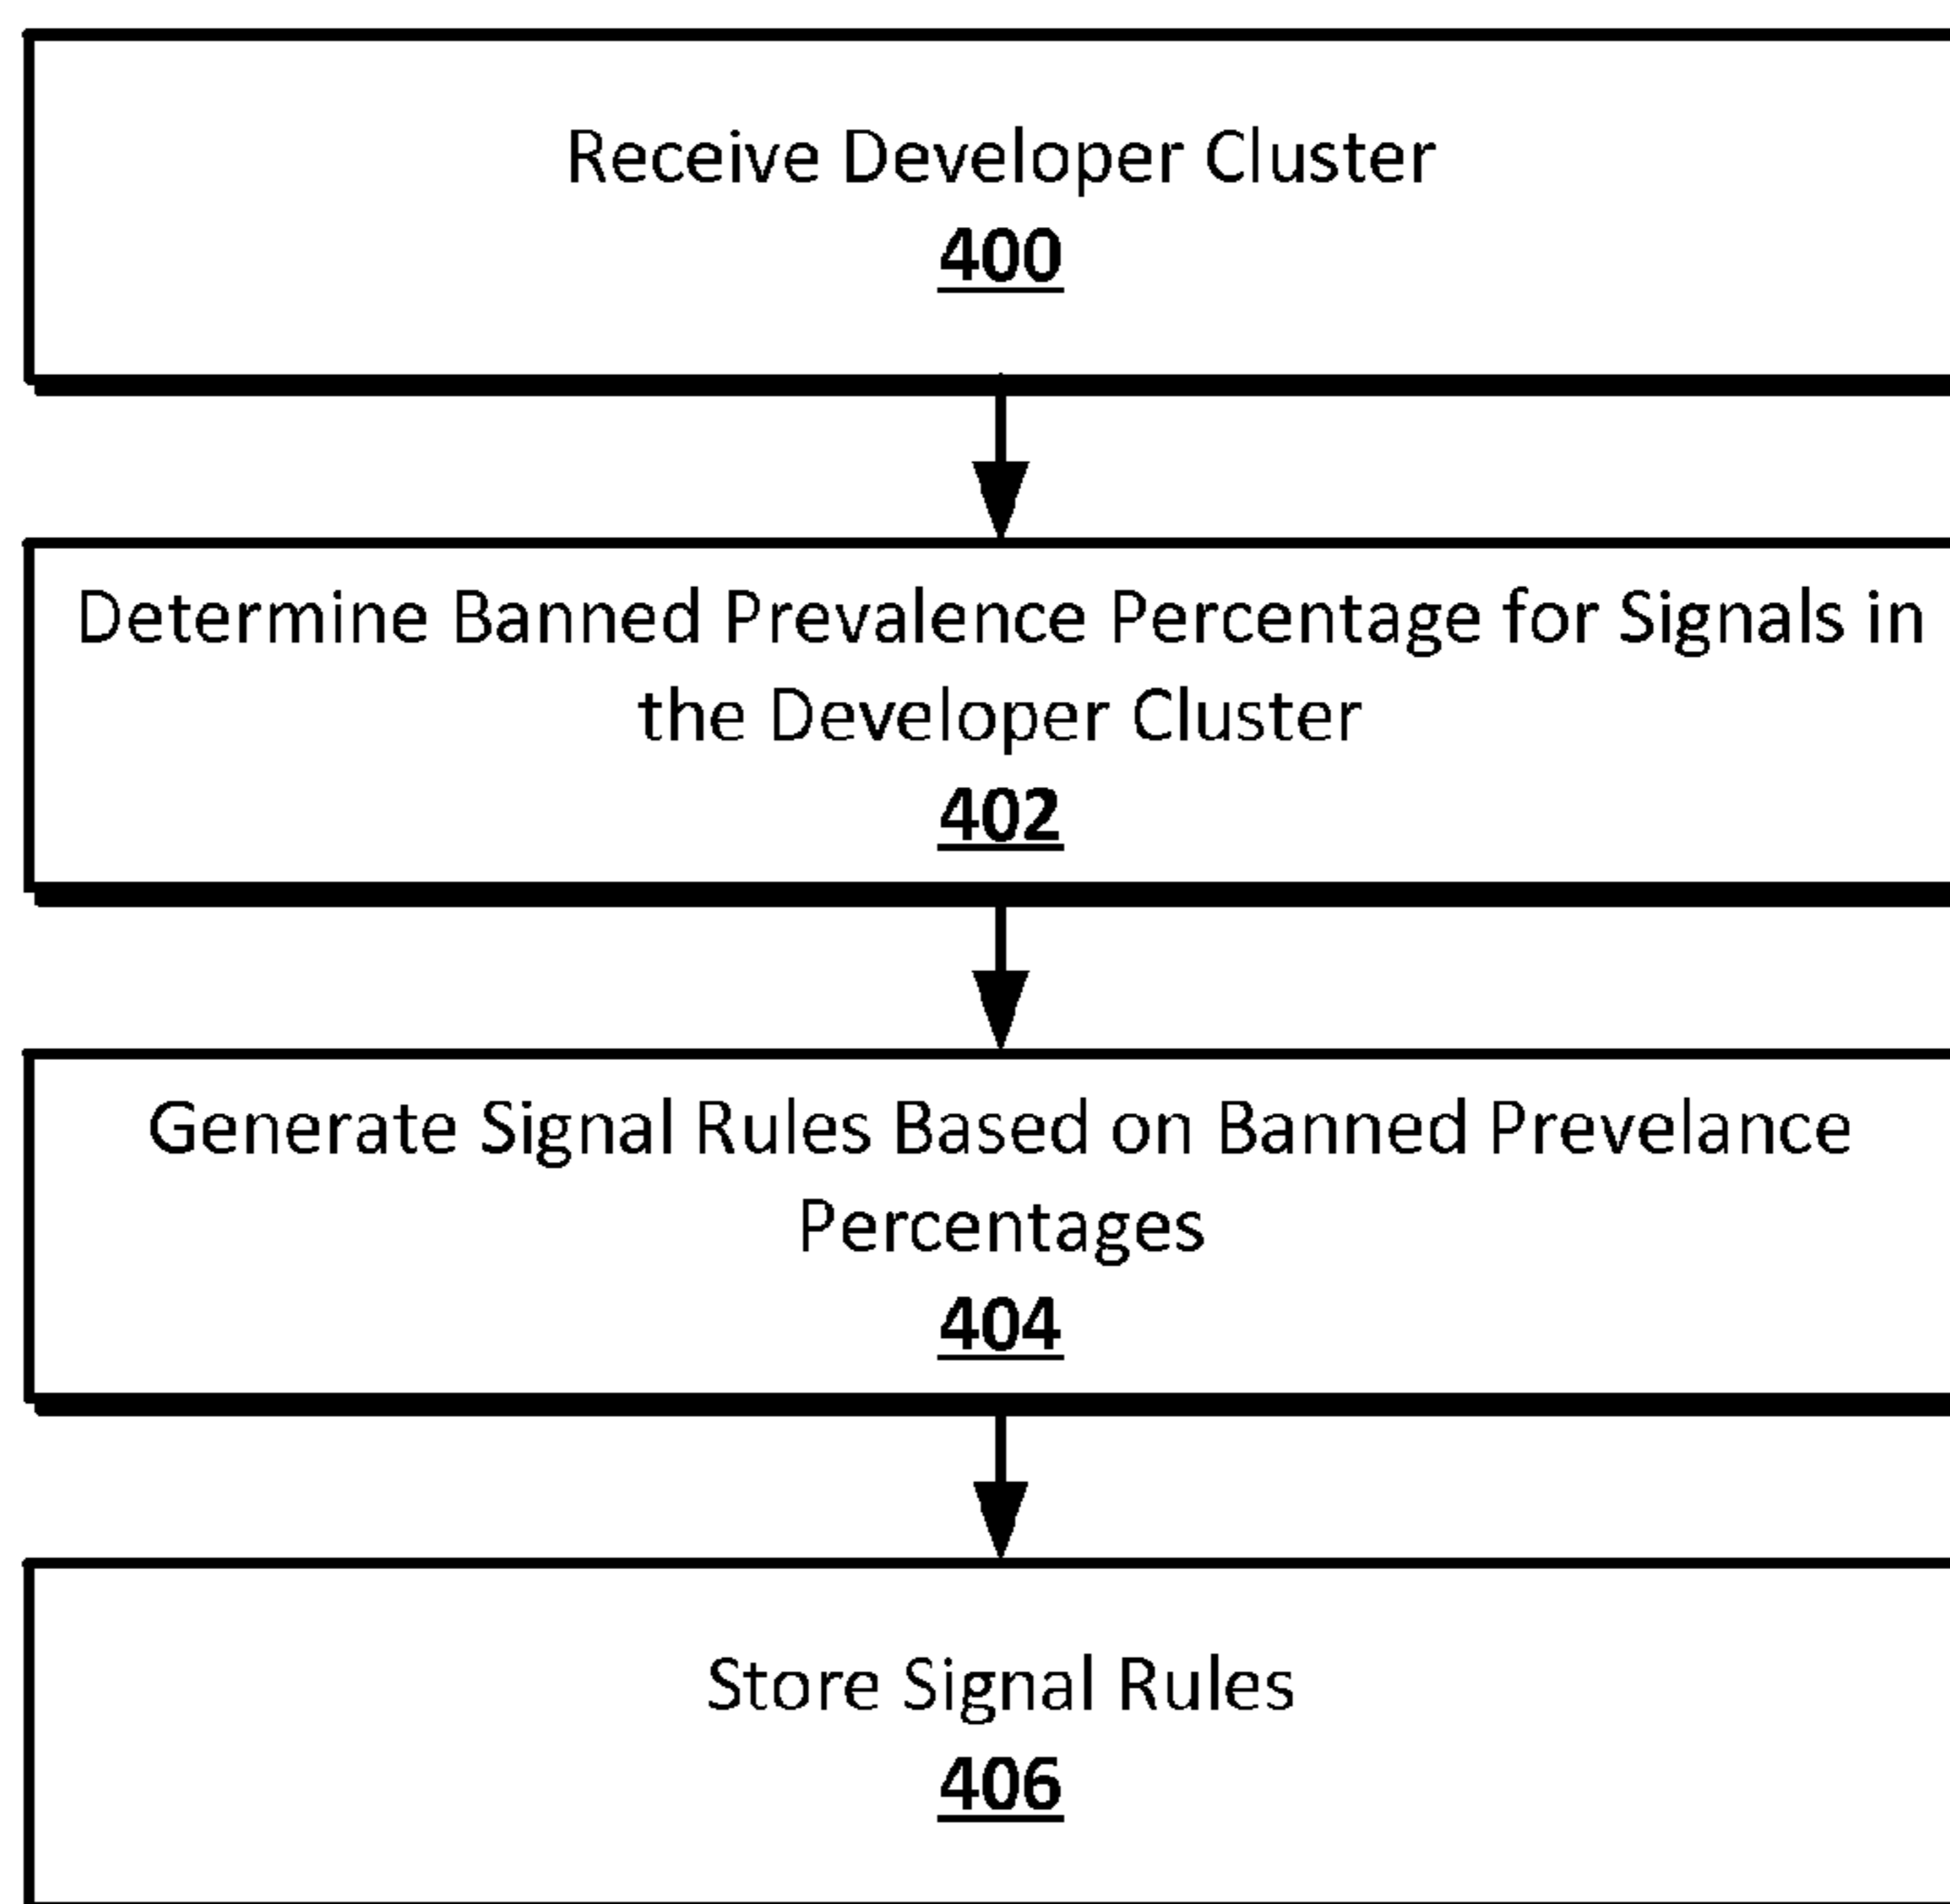 Receive Developer Cluster
400
Determine Banned Prevalence Percentage for Signals in
the Developer Cluster
402
Generate Signal Rules Based on Banned Prevelance
Percentages
404
Store Signal Rules
406